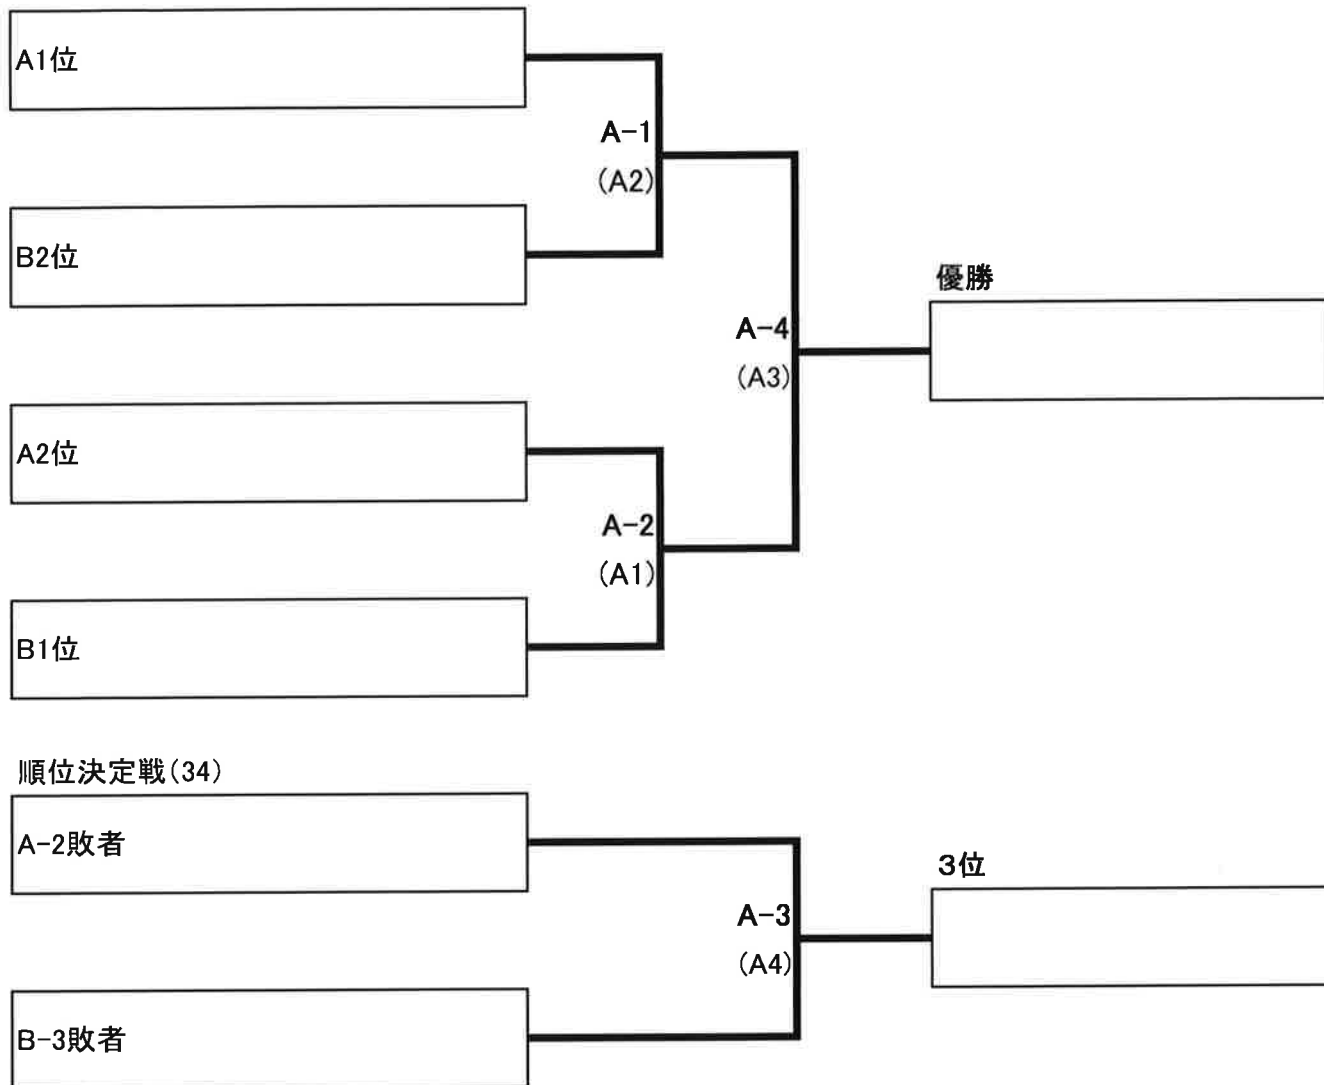 A1位
A-1
(A2)
B2位
優勝
A-4
(A3)
A2位
A-2
(A1)
B1位
順位決定戦(34)
A-2敗者
3位
A-3
(A4)
B-3敗者